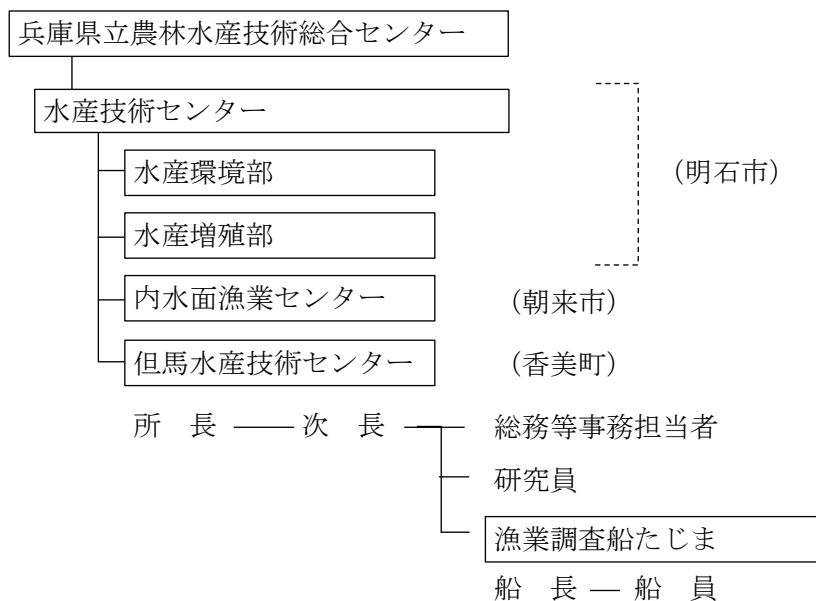 兵庫県立農林水産技術総合センター
水産技術センター
水産環境部
(明石市)
水産増殖部
内水面漁業センター (朝来市)
但馬水産技術センター (香美町)
所 長 次 長 総務等事務担当者
研究員
漁業調査船たじま
船 長 ― 船 員